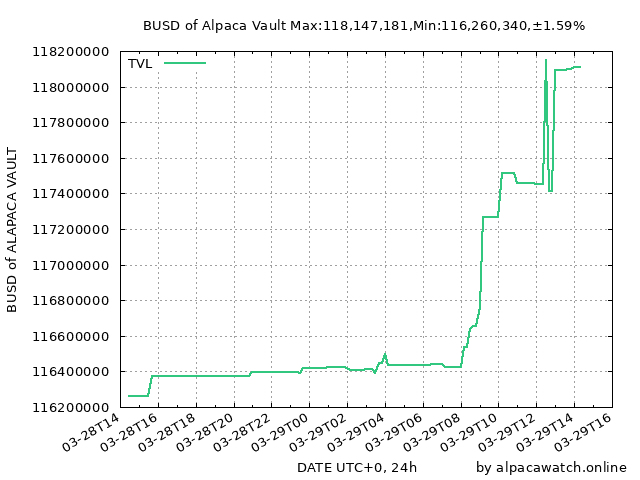 BUSD of Alpaca Vault Max:118,147,181,Min:116,260,340,±1.59%
TVL
118200000
118000000
117800000
117600000
117400000
117200000
117000000
116800000
116600000
116400000
116200000
BUSD of ALAPACA VAULT
03-28T14
03-28T16
03-28T18
03-28T20
03-28T22
03-29T00
03-29T02
03-29T04
03-29T06
03-29T08
03-29T10
03-29T12
03-29T14
03-29T16
DATE UTC+0, 24h
by alpacawatch.online